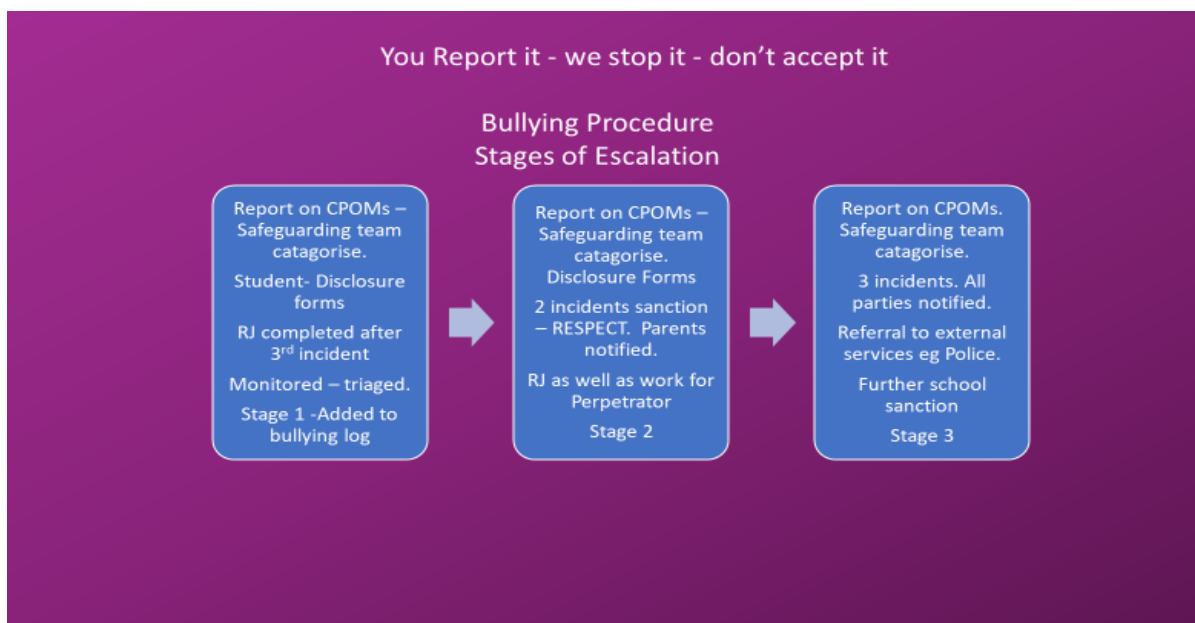 You Report it - we stop it - don’t accept it
Bullying Procedure
Stages of Escalation
Report on CPOMs –
Safeguarding team
catagorise.
Student- Disclosure
forms
RJ completed after
3rd incident
Monitored – triaged.
Stage 1 -Added to
bullying log
Report on CPOMs –
Safeguarding team
catagorise.
Disclosure Forms
2 incidents sanction
– RESPECT.  Parents
notified.
RJ as well as work for
Perpetrator
Stage 2
Report on CPOMs.
Safeguarding team
catagorise.
3 incidents. All
parties notified.
Referral to external
services eg Police.
Further school
sanction
Stage 3